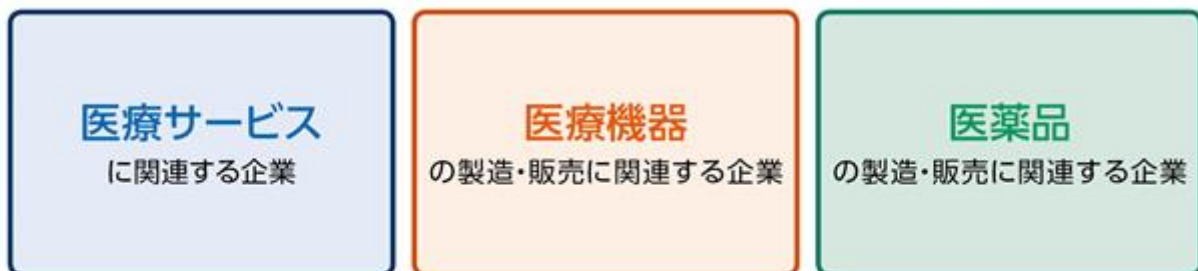 医療サービス
に関連する企業
医療機器
の製造・販売に関連する企業
医薬品
の製造・販売に関連する企業